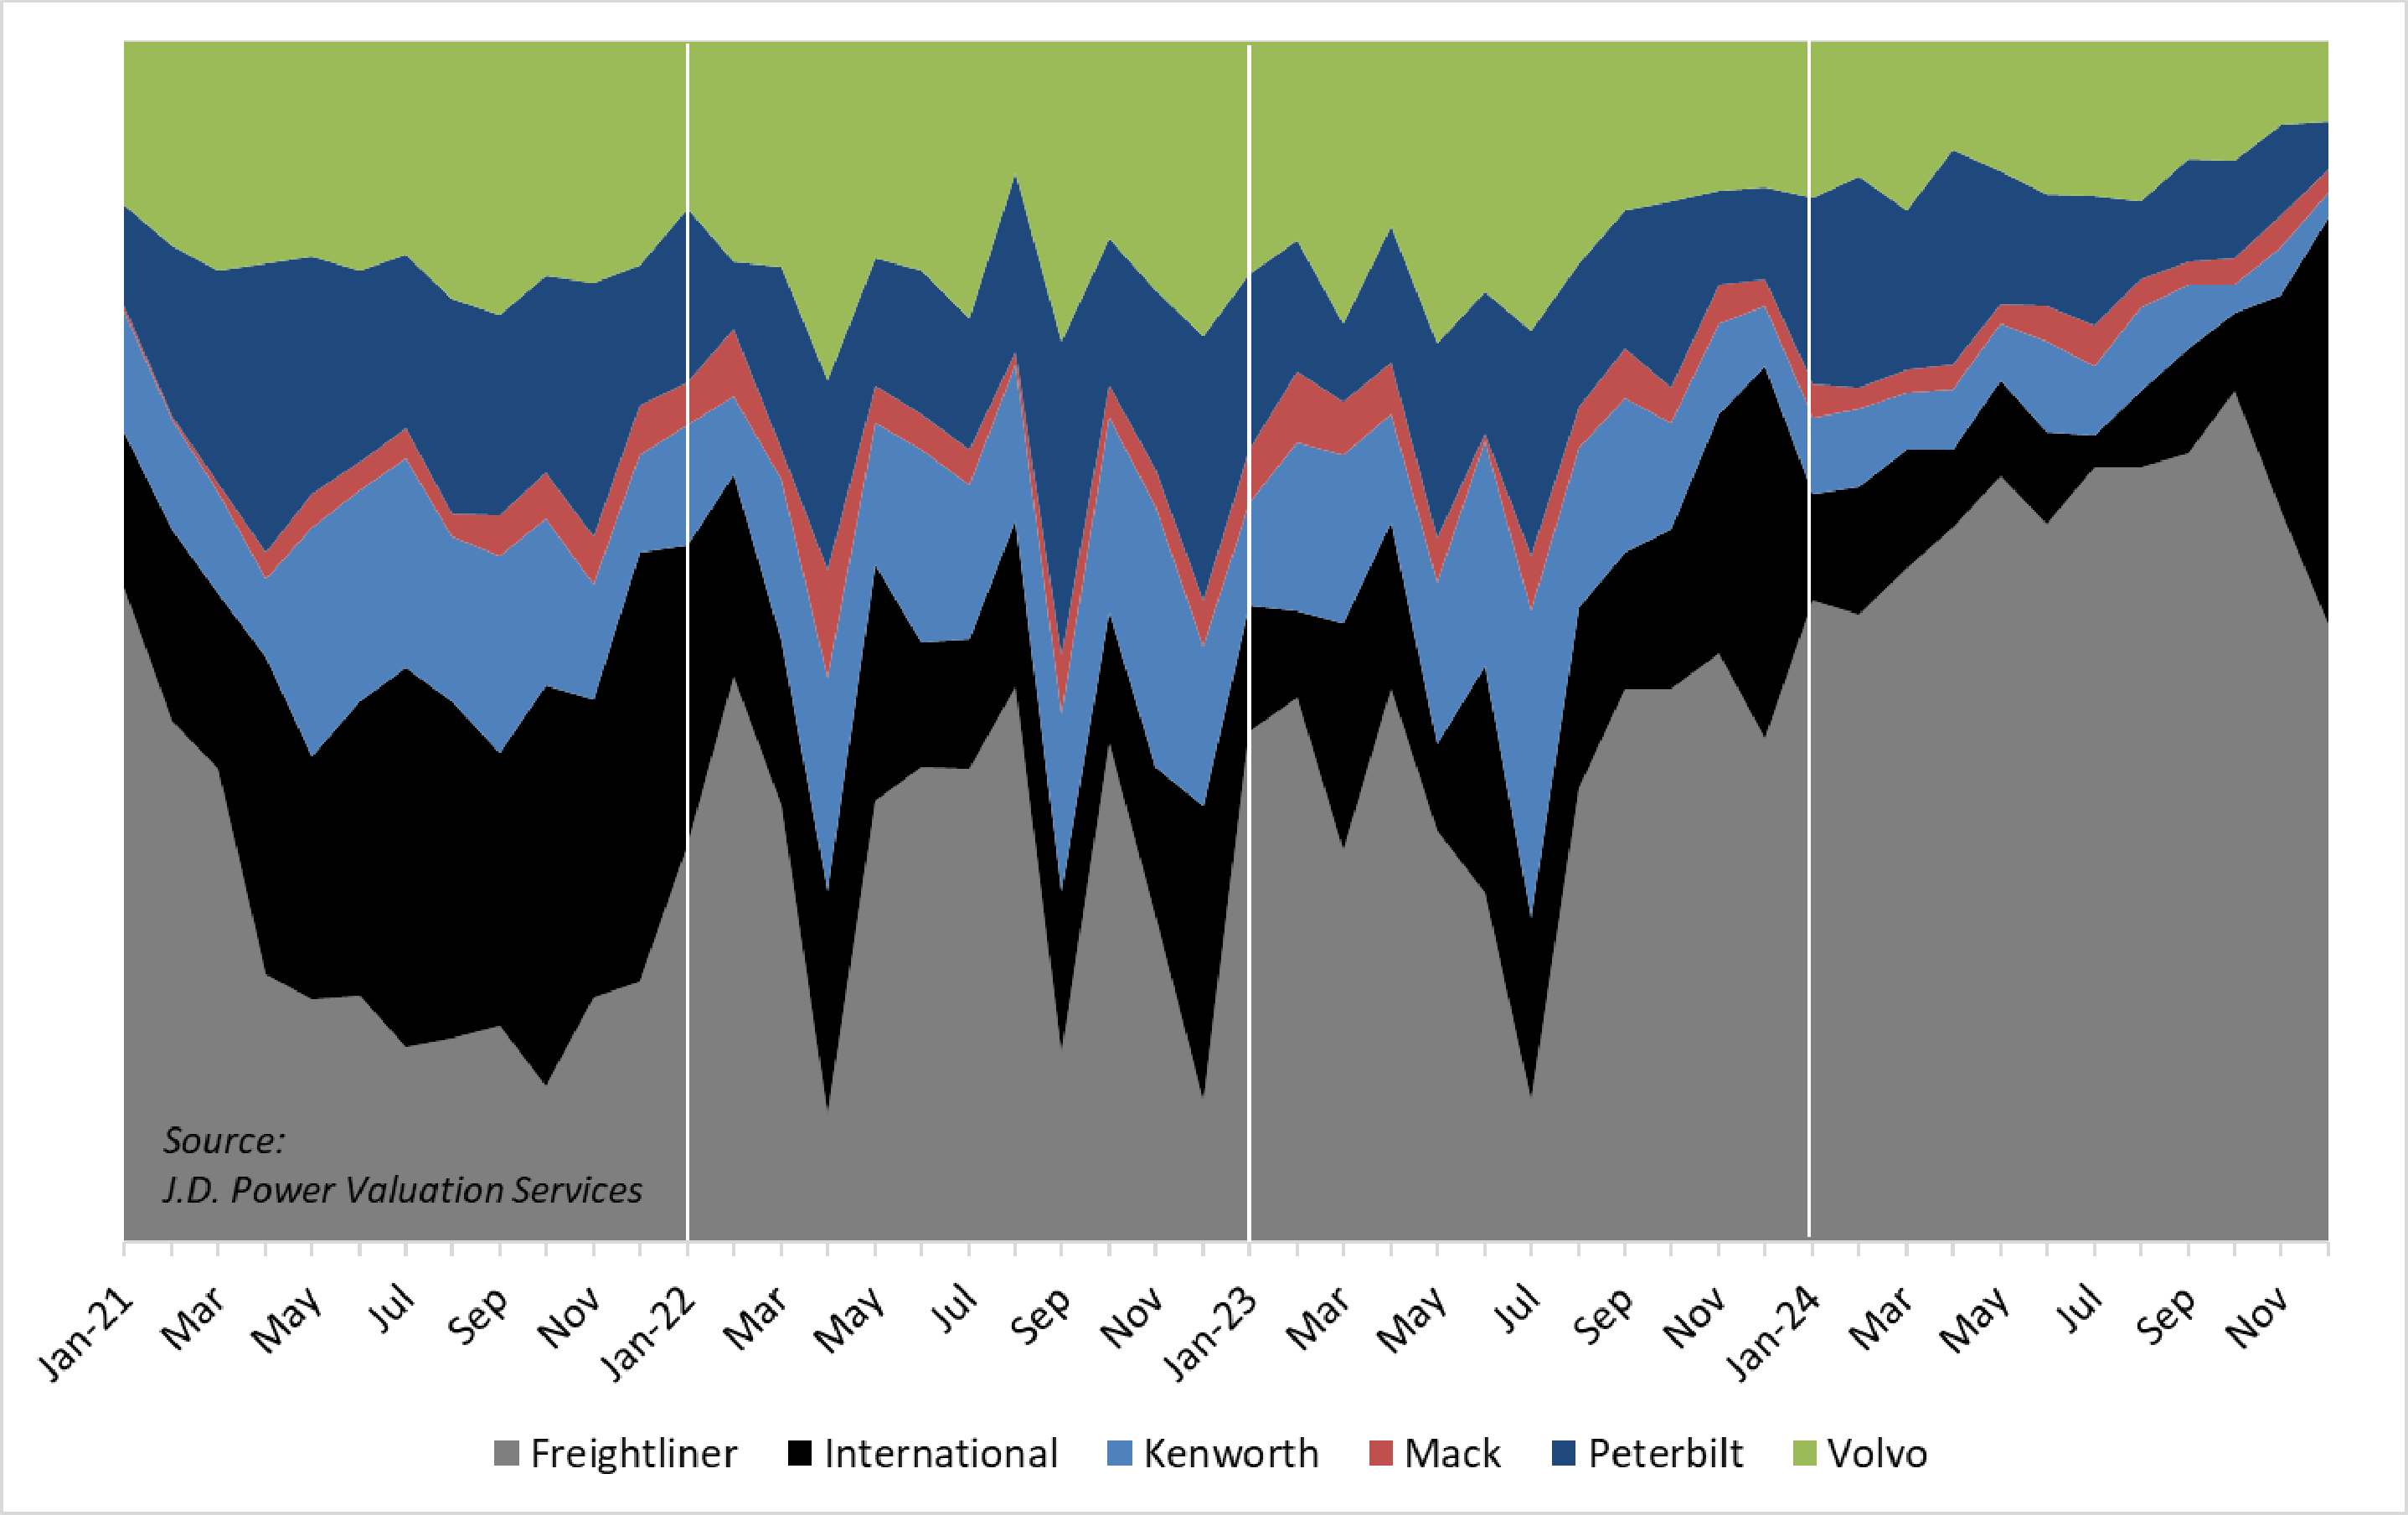 Source:
J.D. Power Valuation Services
Jan-21
Mar
May
Jul
Sep
Nov
Jan-22
Mar
May
Jul
Sep
Nov
Jan-23
Mar
May
Jul
Sep
Nov
Jan-24
Mar
May
Jul
Sep
Nov
Freightliner
International
Kenworth
Mack
Peterbilt
Volvo